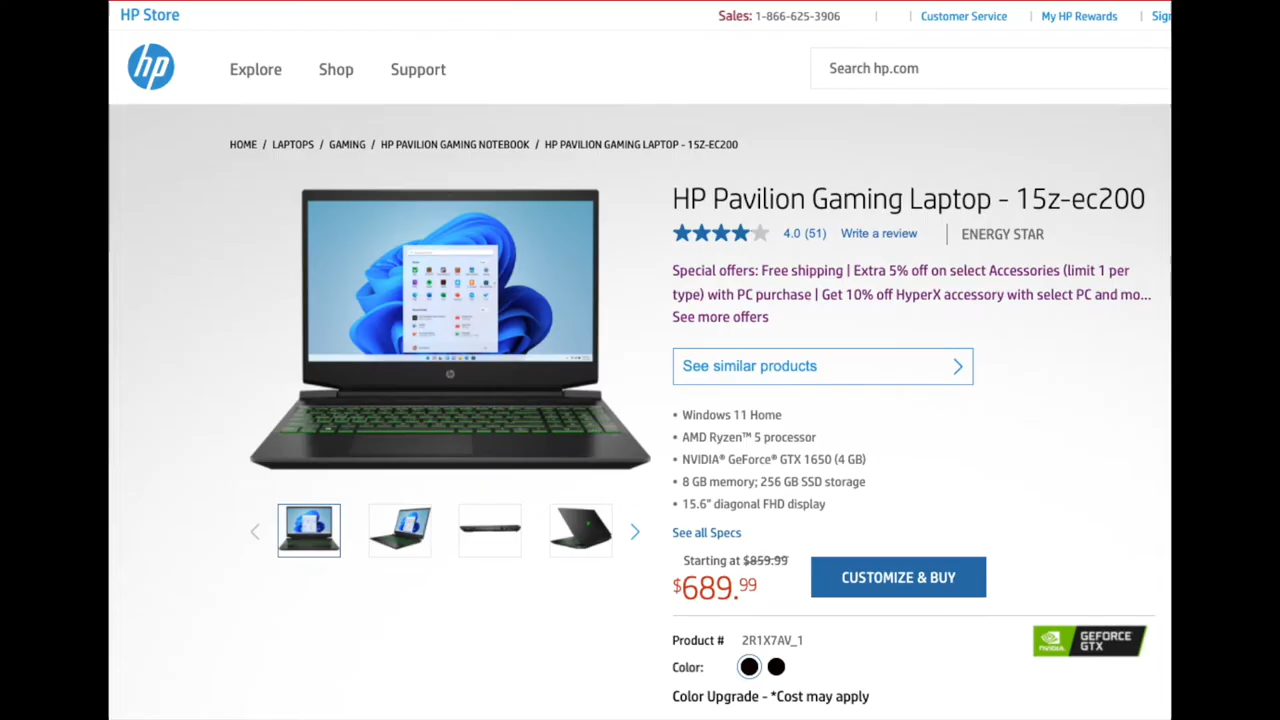 HP Store
Sales: 1-866-625-3906 | | Customer Service | My HP Rewards | Sig
hp
Explore Shop Support
Search hp.com
HOME / LAPTOPS / GAMING / HP PAVILION GAMING NOTEBOOK / HP PAVILION GAMING LAPTOP - 15Z-EC200
HP Pavilion Gaming Laptop - 15z-ec200
4.0 (51) Write a review | ENERGY STAR
Special offers: Free shipping | Extra 5% off on select Accessories (limit 1 per
type) with PC purchase | Get 10% off HyperX accessory with select PC and mo...
See more offers
See similar products
• Windows 11 Home
• AMD Ryzen™ 5 processor
• NVIDIA® GeForce® GTX 1650 (4 GB)
• 8 GB memory; 256 GB SSD storage
• 15.6" diagonal FHD display
See all Specs
Starting at $859.99
$689.99
CUSTOMIZE & BUY
Product # 2R1X7AV_1
NVIDIA. GEFORCE
GTX
Color:
Color Upgrade - *Cost may apply